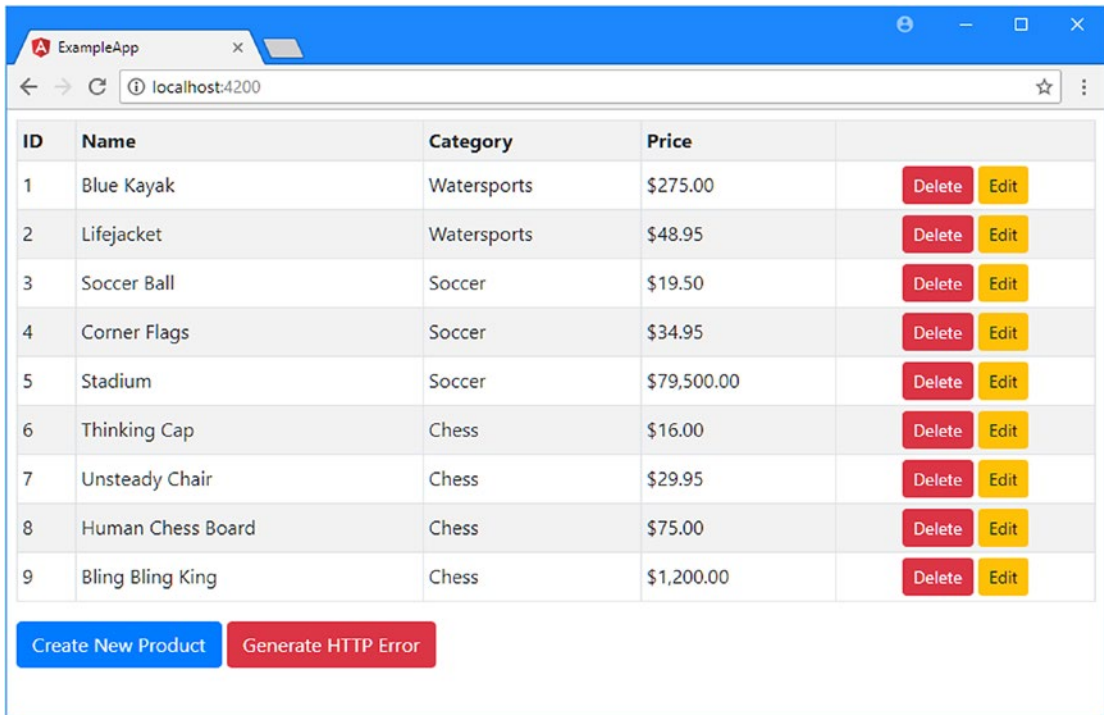 ExampleApp
localhost:4200
ID Name Category Price
1 Blue Kayak Watersports $275.00 Delete Edit
2 Lifejacket Watersports $48.95 Delete Edit
3 Soccer Ball Soccer $19.50 Delete Edit
4 Corner Flags Soccer $34.95 Delete Edit
5 Stadium Soccer $79,500.00 Delete Edit
6 Thinking Cap Chess $16.00 Delete Edit
7 Unsteady Chair Chess $29.95 Delete Edit
8 Human Chess Board Chess $75.00 Delete Edit
9 Bling Bling King Chess $1,200.00 Delete Edit
Create New Product Generate HTTP Error